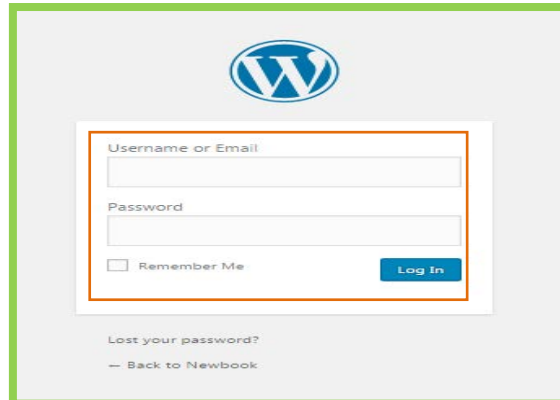 Username or Email
Password
Remember Me
Log In
Lost your password?
← Back to Newbook